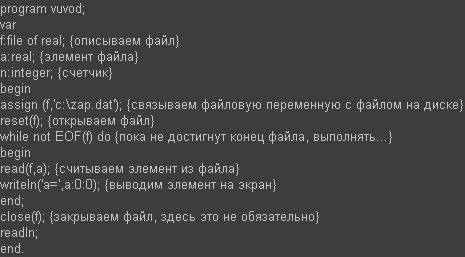 program vuvod;
var
f:file of real; {описываем файл}
a:real; {элемент файла}
n:integer; {счетчик}
begin
assign (f,'c:\zap.dat'); {связываем файловую переменную с файлом на диске}
reset(f); {открываем файл}
while not EOF(f) do {пока не достигнут конец файла, выполнять...}
begin
read(f,a); {считываем элемент из файла}
writeln('a=',a:0:0); {выводим элемент на экран}
end;
close(f); {закрываем файл, здесь это не обязательно}
readln;
end.